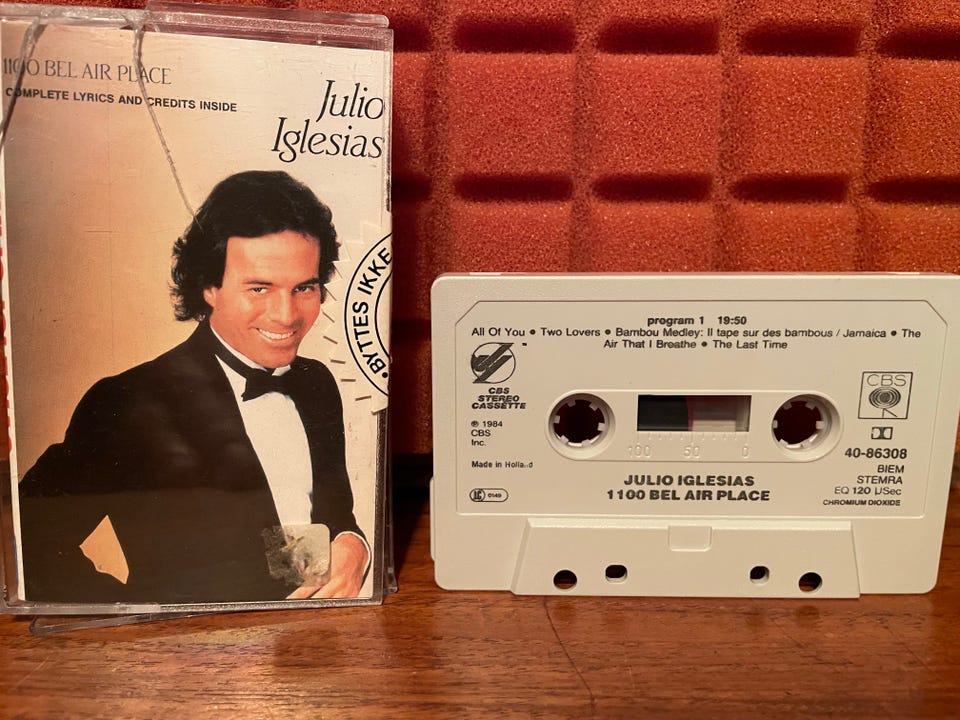 1100 BEL AIR PLACE
COMPLETE LYRICS AND CREDITS INSIDE
Julio
Iglesias
• BYTTES IKKE
program 1 19:50
All Of You • Two Lovers • Bambou Medley: Il tape sur des bambous / Jamaica • The
Air That I Breathe • The Last Time
CBS
STEREO
CASSETTE
℗ 1984
CBS
Inc.
Made in Holland
0149
100 50 0
CBS
40-86308
BIEM
STEMRA
EQ 120 µSec
CHROMIUM DIOXIDE
JULIO IGLESIAS
1100 BEL AIR PLACE